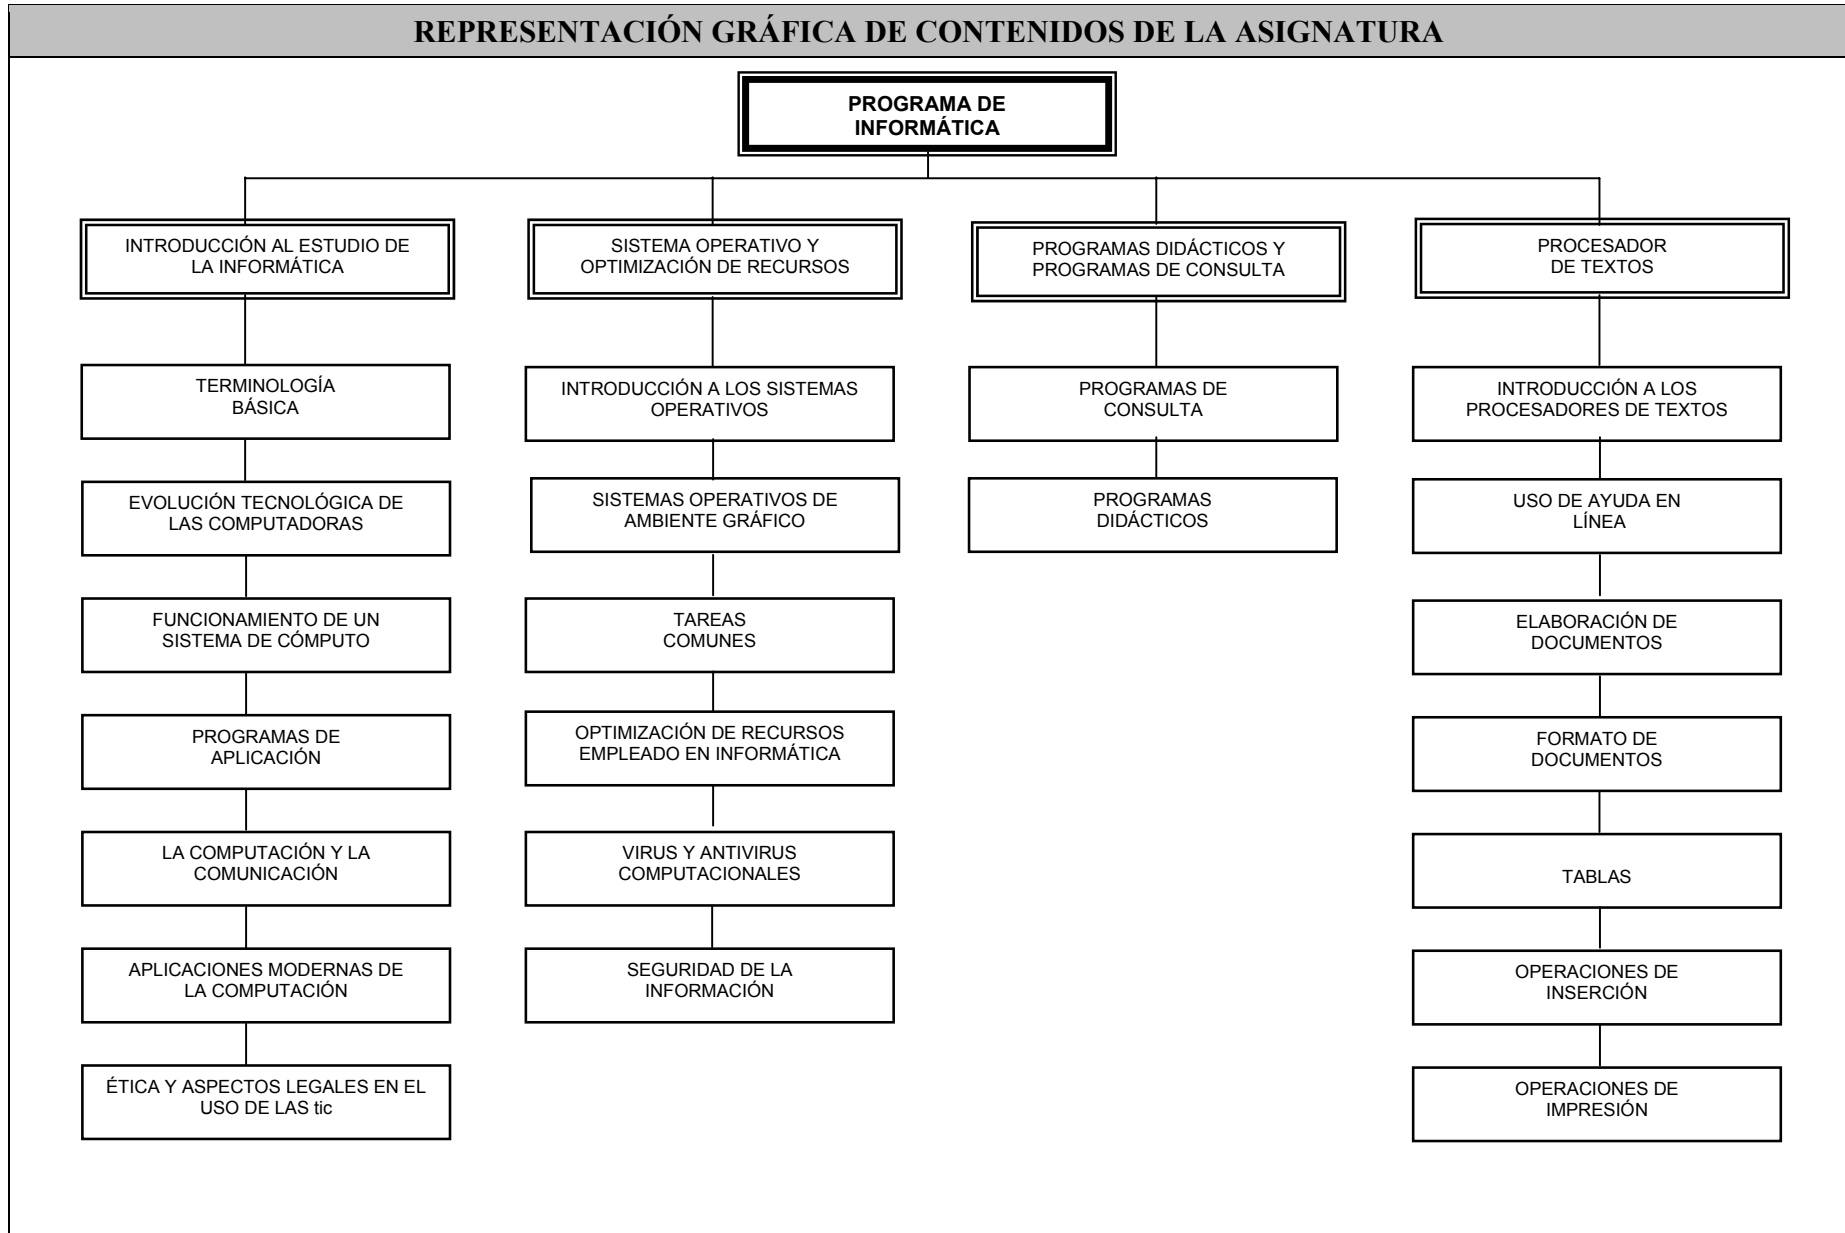 REPRESENTACIÓN GRÁFICA DE CONTENIDOS DE LA ASIGNATURA
PROGRAMA DE
INFORMÁTICA
INTRODUCCIÓN AL ESTUDIO DE
LA INFORMÁTICA
TERMINOLOGÍA
BÁSICA
EVOLUCIÓN TECNOLÓGICA DE
LAS COMPUTADORAS
FUNCIONAMIENTO DE UN
SISTEMA DE CÓMPUTO
PROGRAMAS DE
APLICACIÓN
LA COMPUTACIÓN Y LA
COMUNICACIÓN
APLICACIONES MODERNAS DE
LA COMPUTACIÓN
ÉTICA Y ASPECTOS LEGALES EN EL
USO DE LAS tic
SISTEMA OPERATIVO Y
OPTIMIZACIÓN DE RECURSOS
INTRODUCCIÓN A LOS SISTEMAS
OPERATIVOS
SISTEMAS OPERATIVOS DE
AMBIENTE GRÁFICO
TAREAS
COMUNES
OPTIMIZACIÓN DE RECURSOS
EMPLEADO EN INFORMÁTICA
VIRUS Y ANTIVIRUS
COMPUTACIONALES
SEGURIDAD DE LA
INFORMACIÓN
PROGRAMAS DIDÁCTICOS Y
PROGRAMAS DE CONSULTA
PROGRAMAS DE
CONSULTA
PROGRAMAS
DIDÁCTICOS
PROCESADOR
DE TEXTOS
INTRODUCCIÓN A LOS
PROCESADORES DE TEXTOS
USO DE AYUDA EN
LÍNEA
ELABORACIÓN DE
DOCUMENTOS
FORMATO DE
DOCUMENTOS
TABLAS
OPERACIONES DE
INSERCIÓN
OPERACIONES DE
IMPRESIÓN